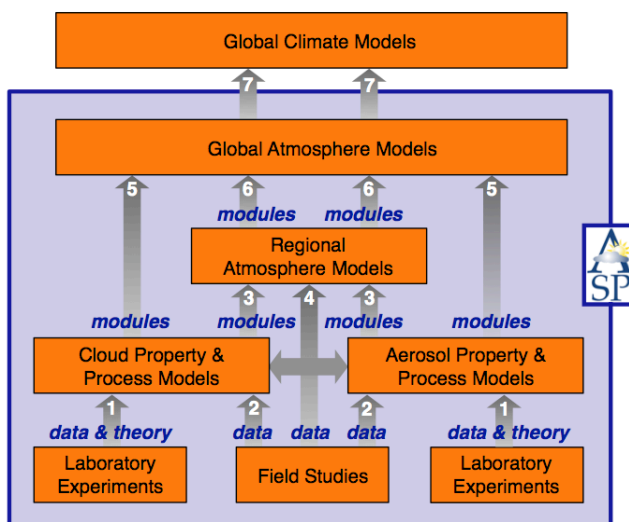 Global Climate Models
7 7
Global Atmosphere Models
5 6 6 5
modules modules
Regional
Atmosphere Models
A
SP
3 4 3
modules modules modules modules
Cloud Property &
Process Models
Aerosol Property &
Process Models
1 2 2 1
data & theory data data data data & theory
Laboratory
Experiments
Field Studies
Laboratory
Experiments